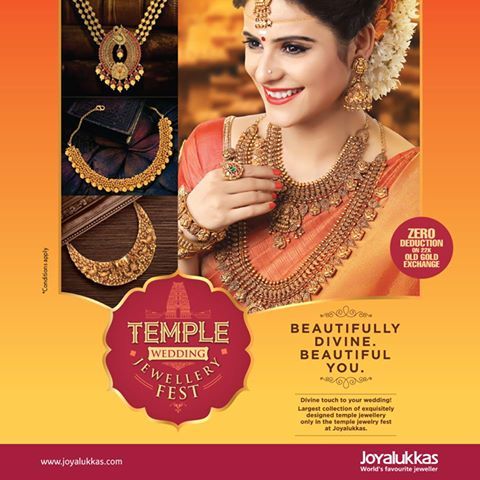 *Conditions apply
ZERO
DEDUCTION
ON 22K
OLD GOLD
EXCHANGE
TEMPLE
WEDDING
JEWELLERY
FEST
BEAUTIFULLY
DIVINE.
BEAUTIFUL
YOU.
Divine touch to your wedding!
Largest collection of exquisitely
designed temple jewellery
only in the temple jewelry fest
at Joyalukkas.
www.joyalukkas.com
Joyalukkas
World's favourite jeweller